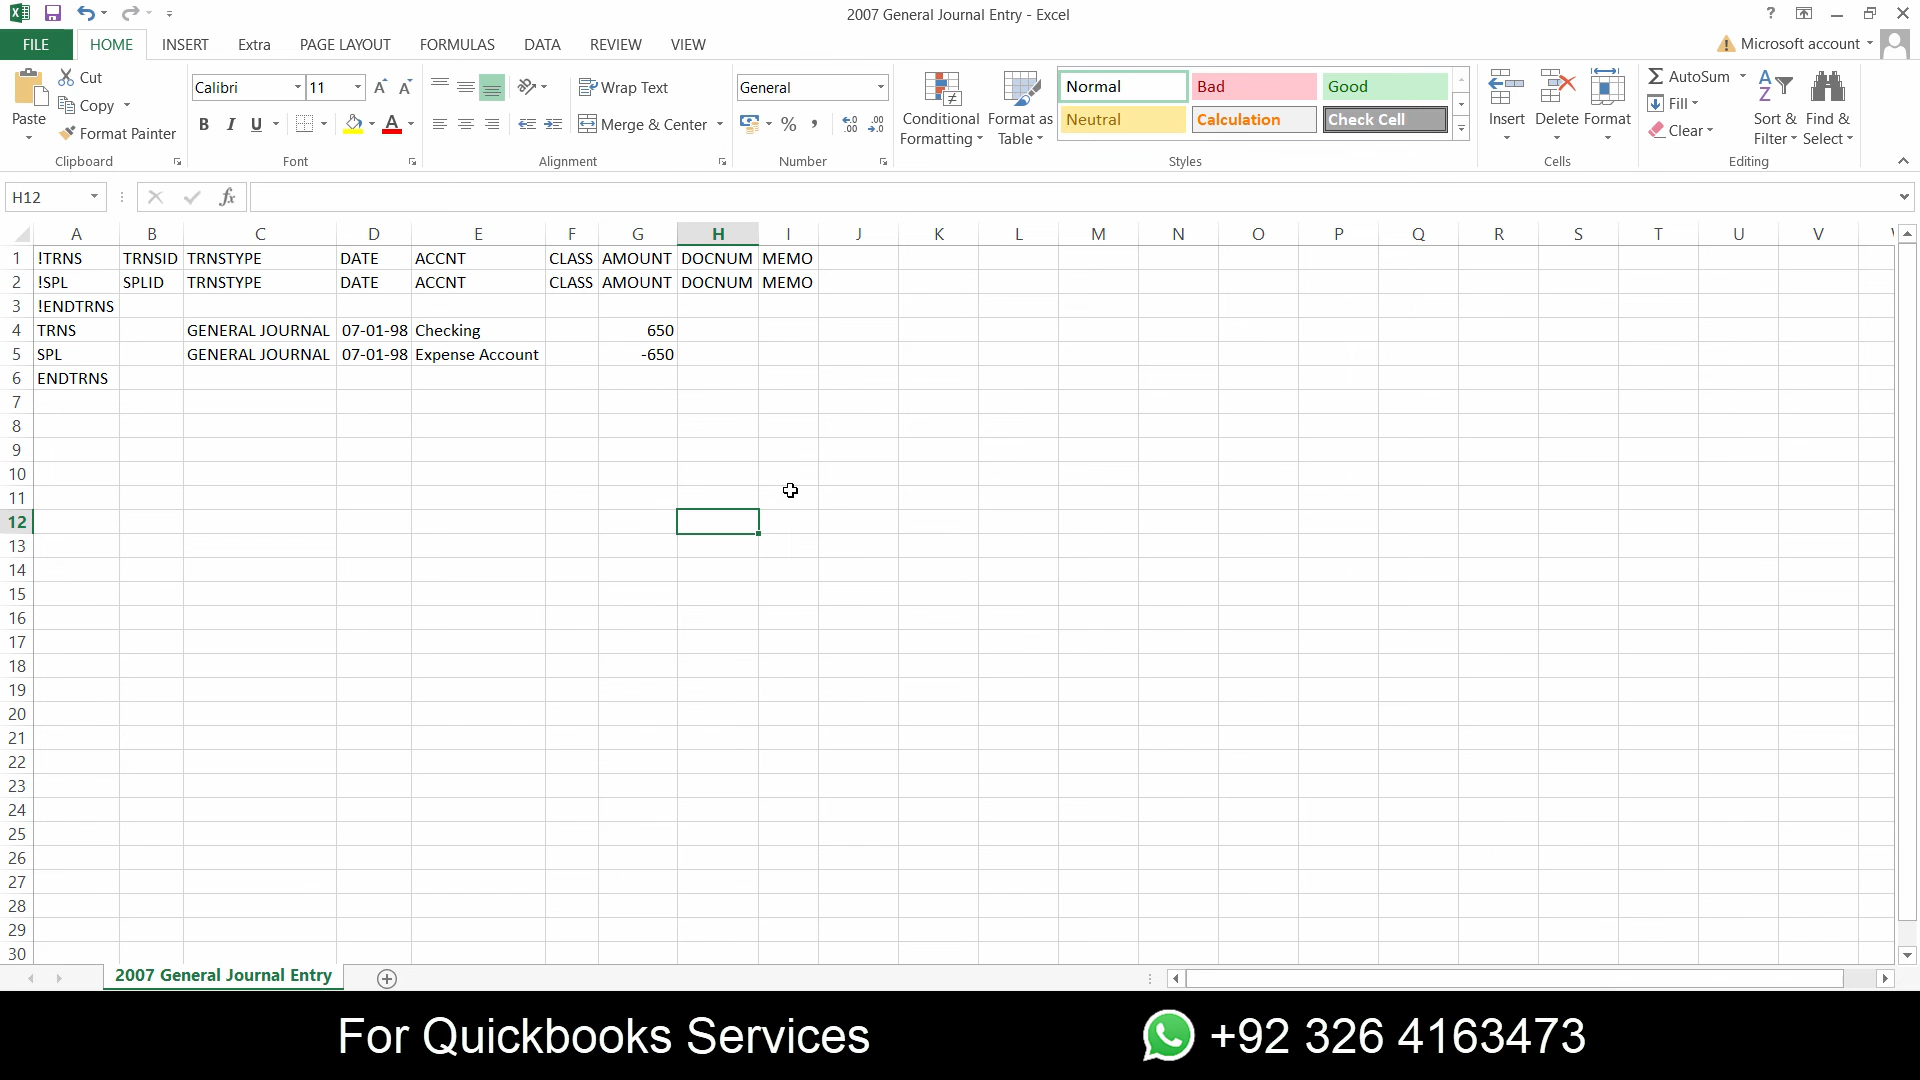 2007 General Journal Entry - Excel
?
FILE HOME INSERT Extra PAGE LAYOUT FORMULAS DATA REVIEW VIEW Microsoft account
Paste Cut Copy Format Painter Clipboard
Calibri 11 A A B I U A Font
Wrap Text Merge & Center Alignment
General % , Number
Conditional Formatting Format as Table
Normal Bad Good
Neutral Calculation Check Cell
Styles
Insert Delete Format Cells
AutoSum Fill Clear Sort & Filter Find & Select Editing
H12 fx
A B C D E F G H I J K L M N O P Q R S T U V
1 !TRNS TRNSID TRNSTYPE DATE ACCNT CLASS AMOUNT DOCNUM MEMO
2 !SPL SPLID TRNSTYPE DATE ACCNT CLASS AMOUNT DOCNUM MEMO
3 !ENDTRNS
4 TRNS GENERAL JOURNAL 07-01-98 Checking 650
5 SPL GENERAL JOURNAL 07-01-98 Expense Account -650
6 ENDTRNS
7
8
9
10
11
12
13
14
15
16
17
18
19
20
21
22
23
24
25
26
27
28
29
30
2007 General Journal Entry
For Quickbooks Services +92 326 4163473